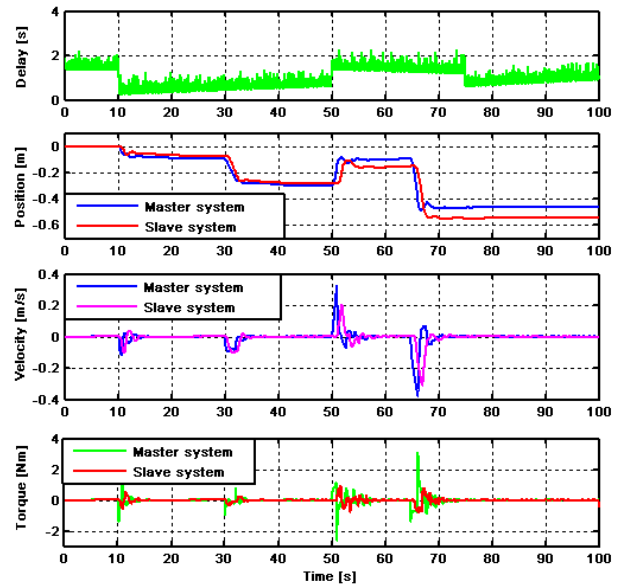 Delay [s]
4
2
0
0 10 20 30 40 50 60 70 80 90 100
Position [m]
0
-0.2
-0.4
-0.6
Master system
Slave system
0 10 20 30 40 50 60 70 80 90 100
Velocity [m/s]
0.4
0.2
0
-0.2
-0.4
Master system
Slave system
0 10 20 30 40 50 60 70 80 90 100
Torque [Nm]
4
2
0
-2
Master system
Slave system
0 10 20 30 40 50 60 70 80 90 100
Time [s]